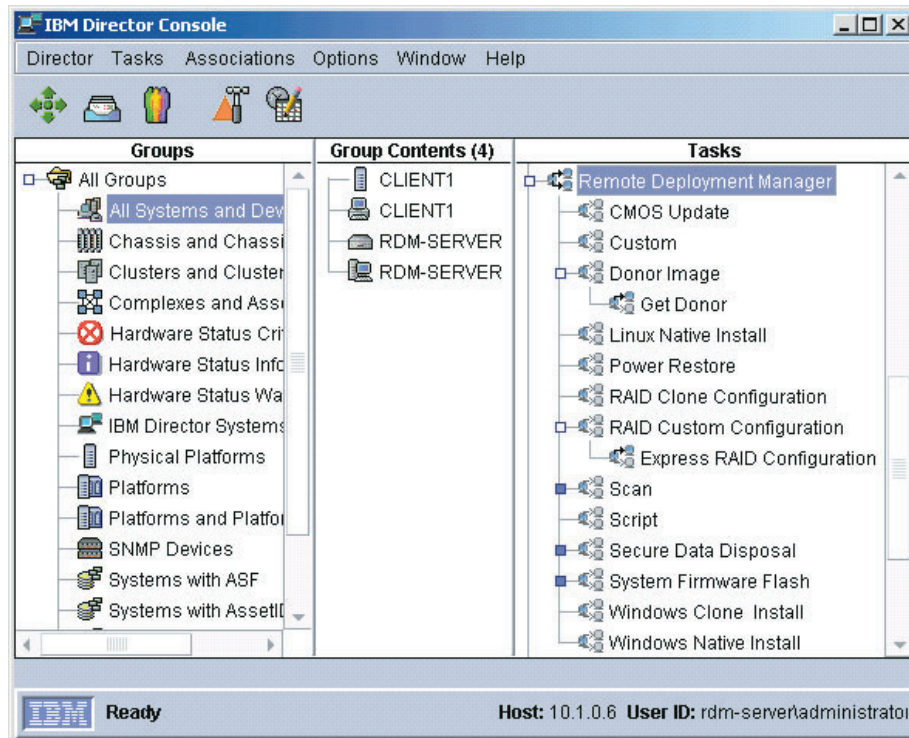 IBM Director Console
Director Tasks Associations Options Window Help
Groups
All Groups
All Systems and Dev
Chassis and Chassi
Clusters and Cluster
Complexes and Ass
Hardware Status Crit
Hardware Status Info
Hardware Status Wa
IBM Director Systems
Physical Platforms
Platforms
Platforms and Platfor
SNMP Devices
Systems with ASF
Systems with AssetID
Group Contents (4)
CLIENT1
CLIENT1
RDM-SERVER
RDM-SERVER
Tasks
Remote Deployment Manager
CMOS Update
Custom
Donor Image
Get Donor
Linux Native Install
Power Restore
RAID Clone Configuration
RAID Custom Configuration
Express RAID Configuration
Scan
Script
Secure Data Disposal
System Firmware Flash
Windows Clone Install
Windows Native Install
IBM
Ready
Host: 10.1.0.6 User ID: rdm-server\administrator